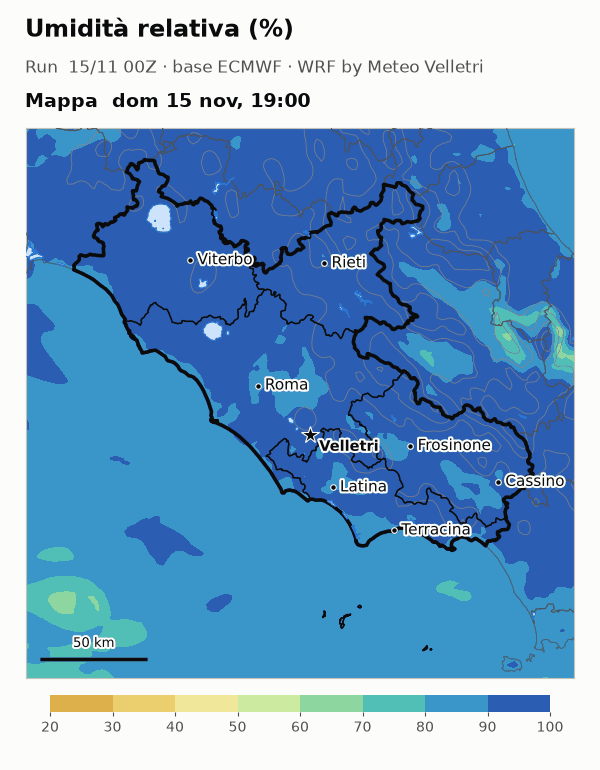 Umidità relativa (%)
Run  15/11 00Z · base ECMWF · WRF by Meteo Velletri
Mappa  dom 15 nov, 19:00
Viterbo
Rieti
Roma
Velletri
Frosinone
Cassino
Latina
Terracina
50 km
20 30 40 50 60 70 80 90 100